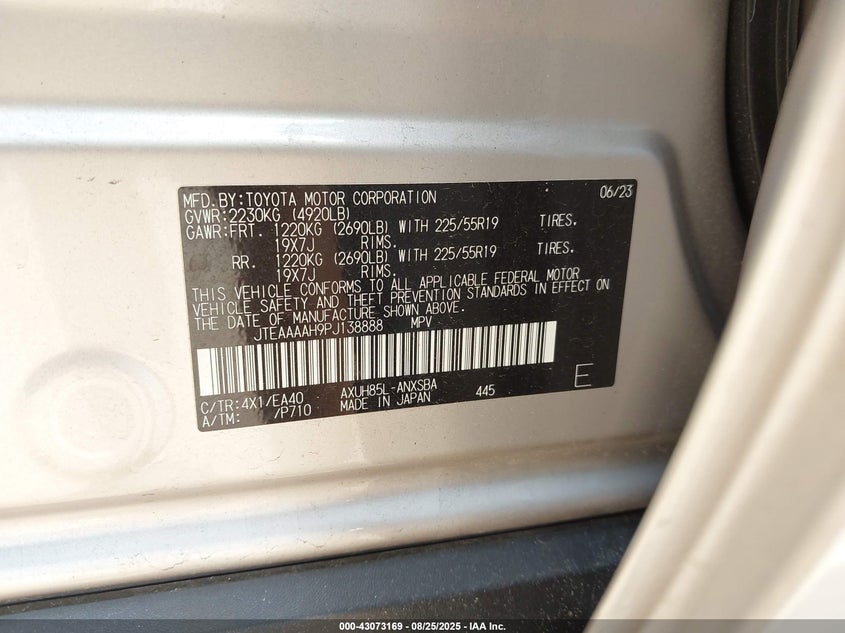 MFD.BY:TOYOTA MOTOR CORPORATION 06/23
GVWR:2230KG (4920LB)
GAWR:FRT. 1220KG (2690LB) WITH 225/55R19 TIRES.
19X7J RIMS.
RR. 1220KG (2690LB) WITH 225/55R19 TIRES.
19X7J RIMS.
THIS VEHICLE CONFORMS TO ALL APPLICABLE FEDERAL MOTOR
VEHICLE SAFETY AND THEFT PREVENTION STANDARDS IN EFFECT ON
THE DATE OF MANUFACTURE SHOWN ABOVE.
JTEAAAAH9PJ138888 MPV
C/TR:4X1/EA40 AXUH85L-ANXSBA 445 E
A/TM: /P710 MADE IN JAPAN
000-43073169 - 08/25/2025 - IAA Inc.